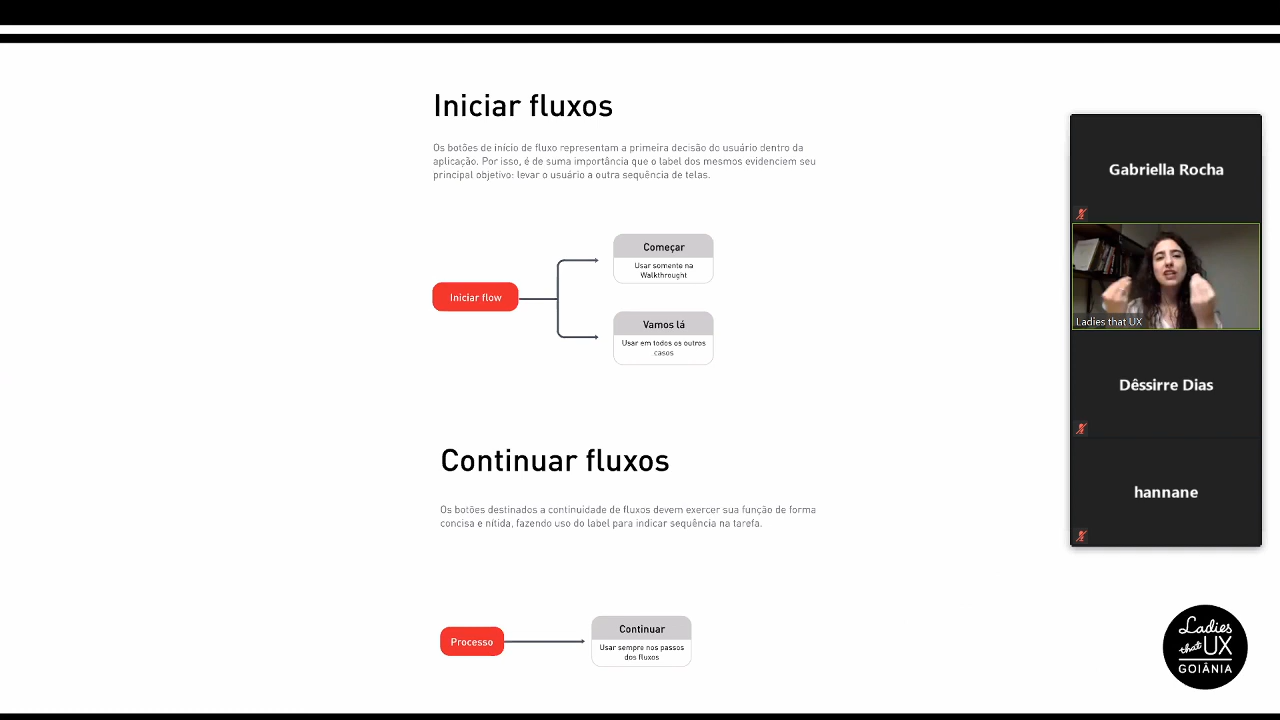 Iniciar fluxos
Os botões de início de fluxo representam a primeira decisão do usuário dentro da
aplicação. Por isso, é de suma importância que o label dos mesmos evidenciem seu
principal objetivo: levar o usuário a outra sequência de telas.
Iniciar flow
Começar
Usar somente na
Walkthrought
Vamos lá
Usar em todos os outros
casos
Continuar fluxos
Os botões destinados a continuidade de fluxos devem exercer sua função de forma
concisa e nítida, fazendo uso do label para indicar sequência na tarefa.
Processo
Continuar
Usar sempre nos passos
dos fluxos
Gabriella Rocha
Ladies that UX
Dêssirre Dias
hannane
Ladies
that UX
GOIÂNIA